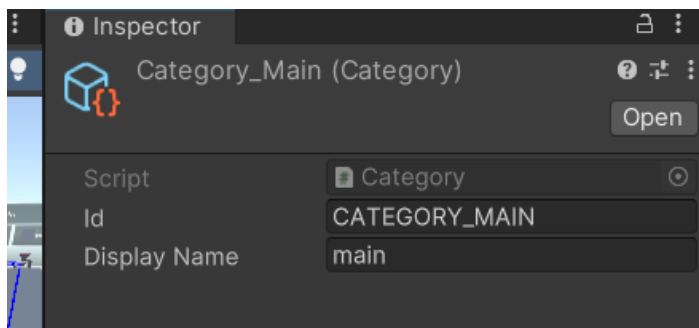 Inspector
Category_Main (Category)
Open
Script Category
Id CATEGORY_MAIN
Display Name main